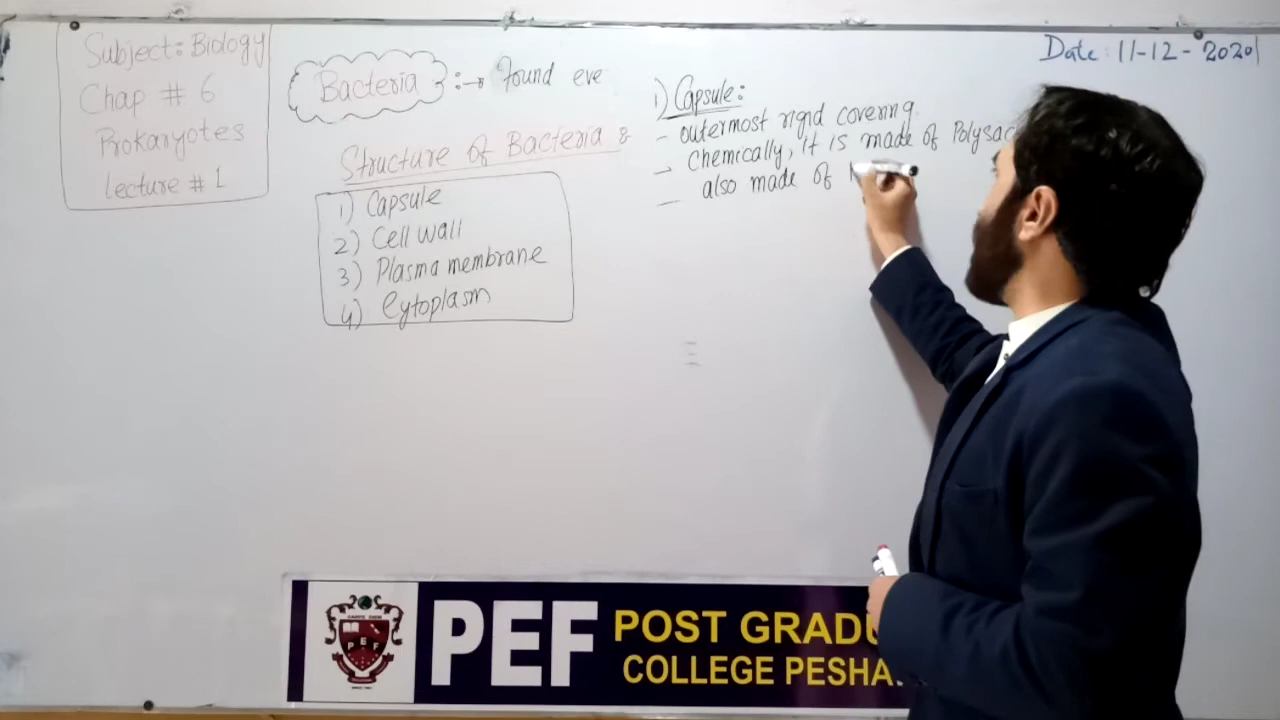 Subject: Biology
Chap # 6
Prokaryotes
lecture # 1
Bacteria :→ Found eve
Structure of Bacteria
1) Capsule
2) Cell wall
3) Plasma membrane
4) Cytoplasm
Date: 11-12-2020
1) Capsule:
- outermost rigid covering
- chemically, it is made of Polysac
- also made of
PEF
POST GRADU
COLLEGE PESHA
PEF